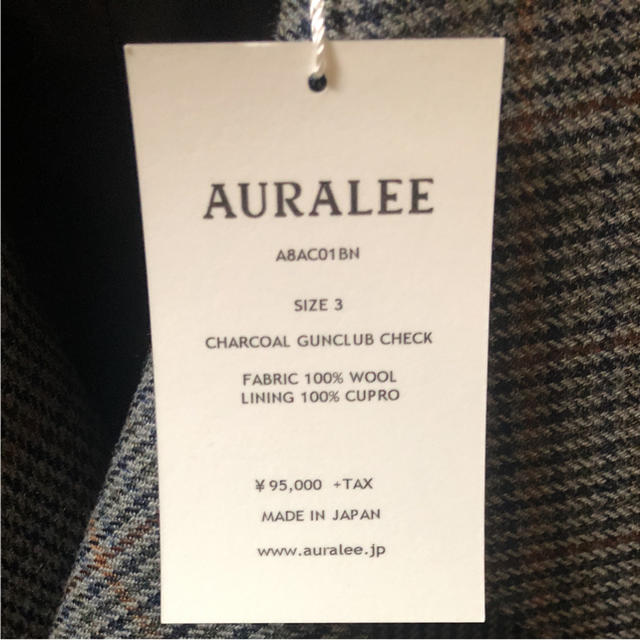 AURALEE
A8AC01BN
SIZE 3
CHARCOAL GUNCLUB CHECK
FABRIC 100% WOOL
LINING 100% CUPRO
¥95,000 +TAX
MADE IN JAPAN
www.auralee.jp